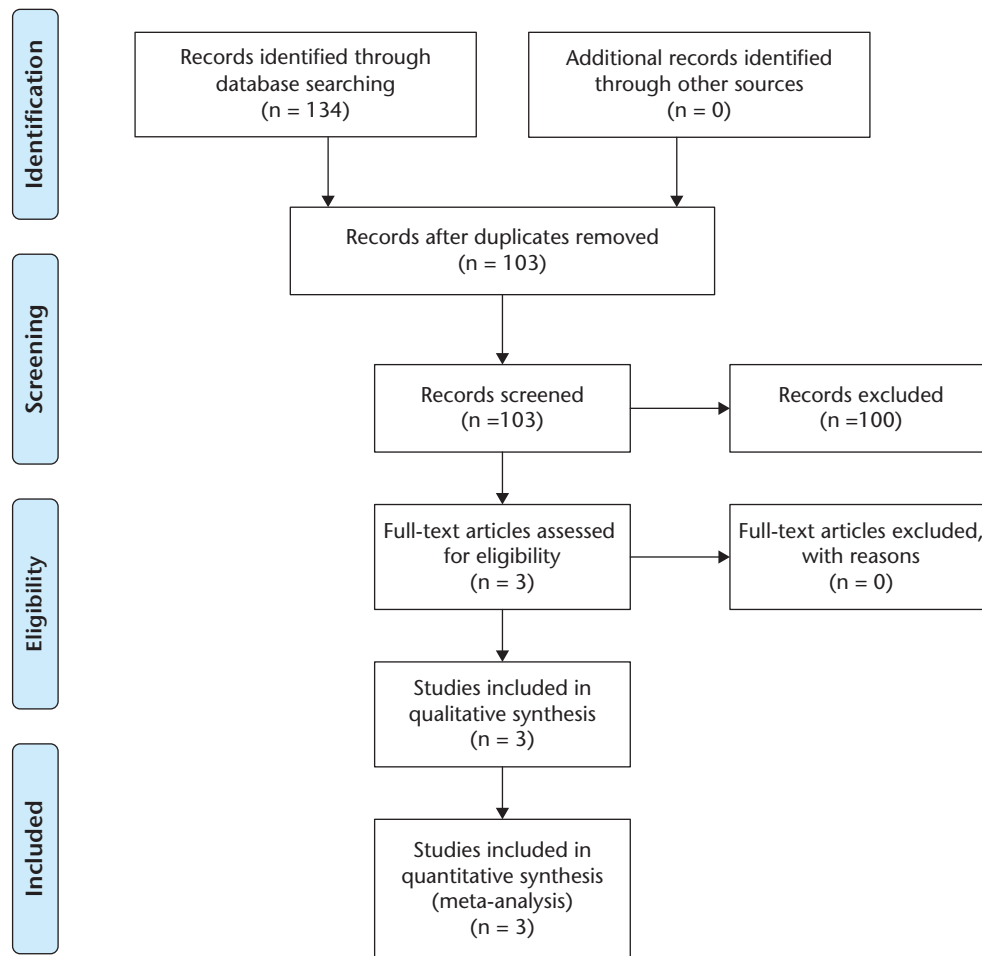 Identification
Records identified through
database searching
(n = 134)
Additional records identified
through other sources
(n = 0)
Records after duplicates removed
(n = 103)
Screening
Records screened
(n =103)
Records excluded
(n =100)
Eligibility
Full-text articles assessed
for eligibility
(n = 3)
Full-text articles excluded,
with reasons
(n = 0)
Studies included in
qualitative synthesis
(n = 3)
Included
Studies included in
quantitative synthesis
(meta-analysis)
(n = 3)